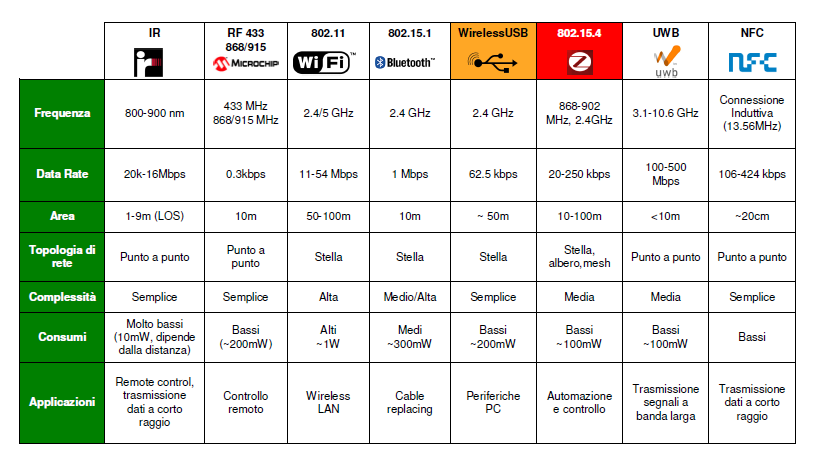 IR
RF 433
868/915
802.11
802.15.1
WirelessUSB
802.15.4
UWB
NFC
ir
MICROCHIP
WiFi™
Bluetooth™
Z
uwb
NFC
Frequenza
800-900 nm
433 MHz
868/915 MHz
2.4/5 GHz
2.4 GHz
2.4 GHz
868-902
MHz, 2.4GHz
3.1-10.6 GHz
Connessione
Induttiva
(13.56MHz)
Data Rate
20k-16Mbps
0.3kbps
11-54 Mbps
1 Mbps
62.5 kbps
20-250 kbps
100-500
Mbps
106-424 kbps
Area
1-9m (LOS)
10m
50-100m
10m
~ 50m
10-100m
<10m
~20cm
Topologia di
rete
Punto a punto
Punto a
punto
Stella
Stella
Stella
Stella,
albero,mesh
Punto a punto
Punto a punto
Complessità
Semplice
Semplice
Alta
Medio/Alta
Semplice
Media
Media
Semplice
Consumi
Molto bassi
(10mW, dipende
dalla distanza)
Bassi
(~200mW)
Alti
~1W
Medi
~300mW
Bassi
~200mW
Bassi
~100mW
Bassi
~100mW
Bassi
Applicazioni
Remote control,
trasmissione
dati a corto
raggio
Controllo
remoto
Wireless
LAN
Cable
replacing
Periferiche
PC
Automazione
e controllo
Trasmissione
segnali a
banda larga
Trasmissione
dati a corto
raggio